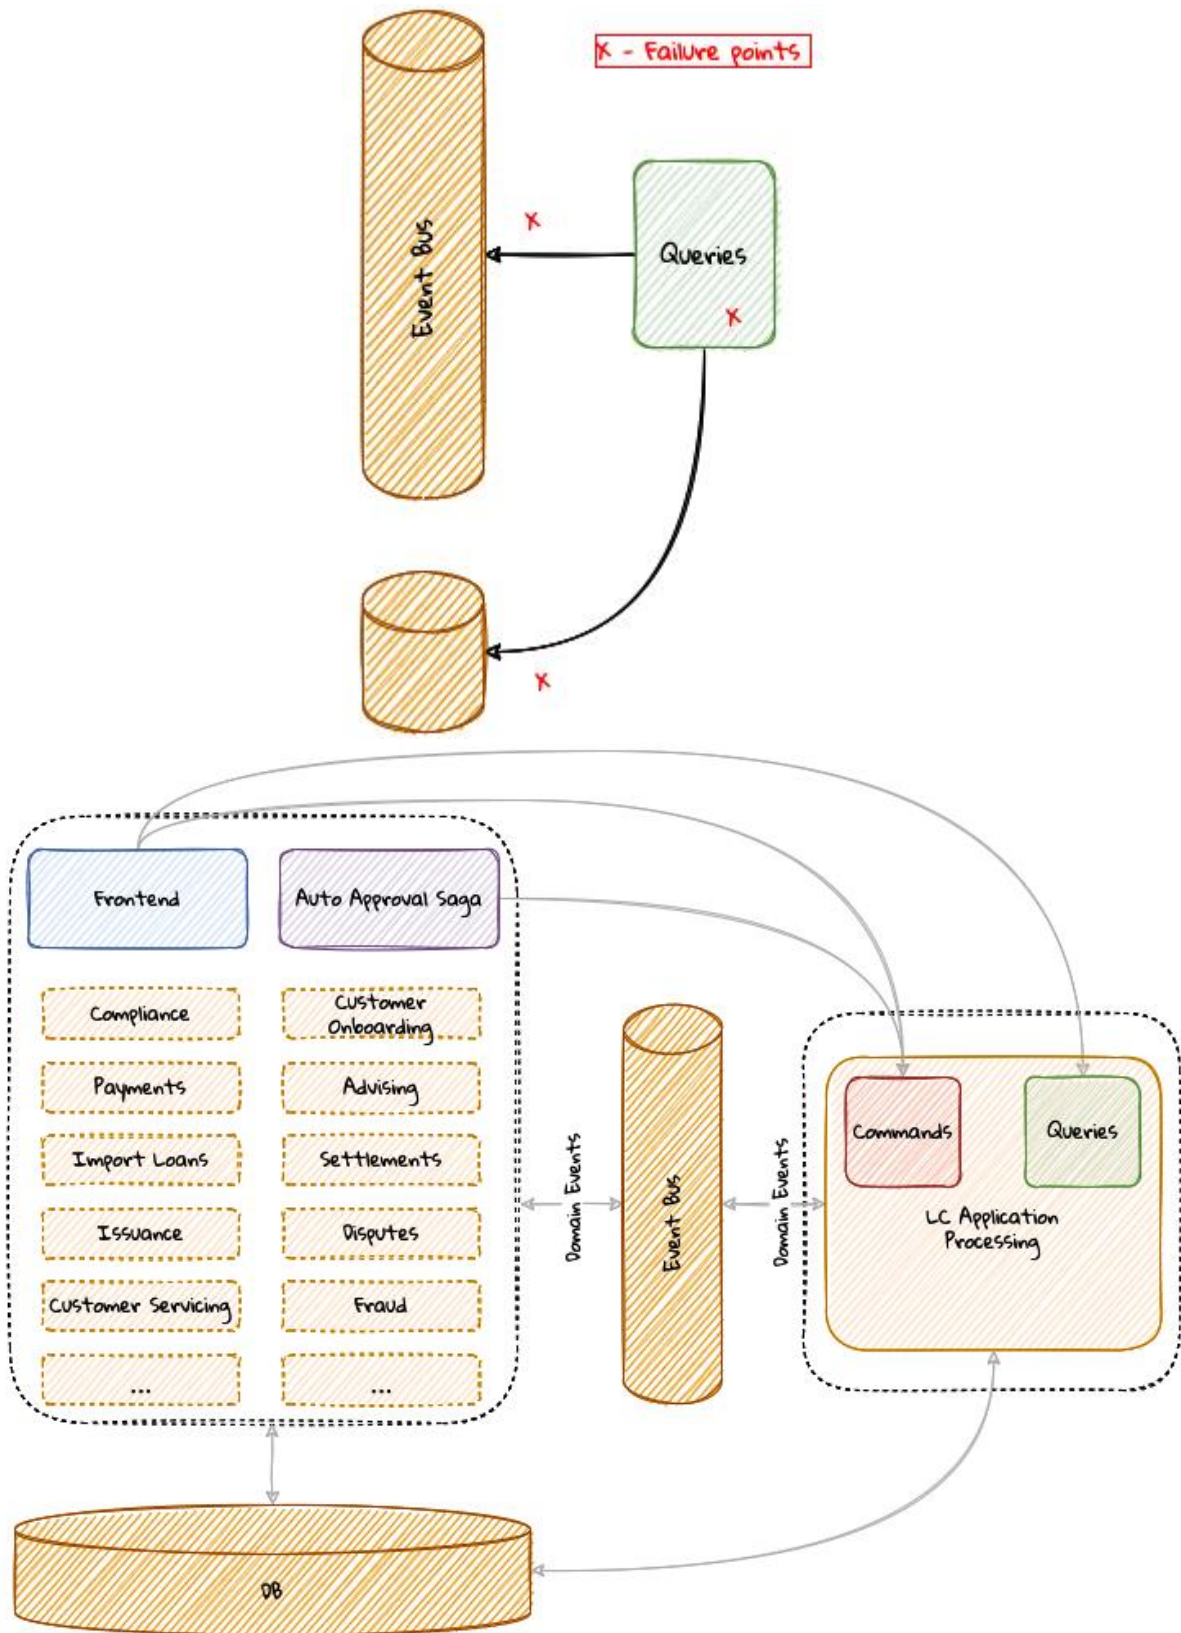 x - Failure points
x
Queries
Event Bus
x
x
Frontend
Auto Approval Saga
Compliance
Customer
Onboarding
Payments
Advising
Import Loans
Settlements
Issuance
Disputes
Customer Servicing
Fraud
...
...
Domain Events
Event Bus
Domain Events
Commands
Queries
LC Application
Processing
DB